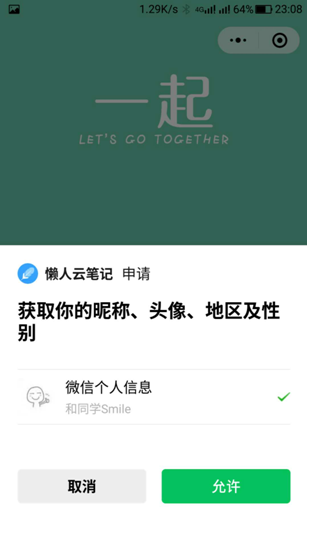 1.29K/s 4G 64% 23:08
一起
LET'S GO TOGETHER
懒人云笔记 申请
获取你的昵称、头像、地区及性
别
微信个人信息
和同学Smile
取消 允许